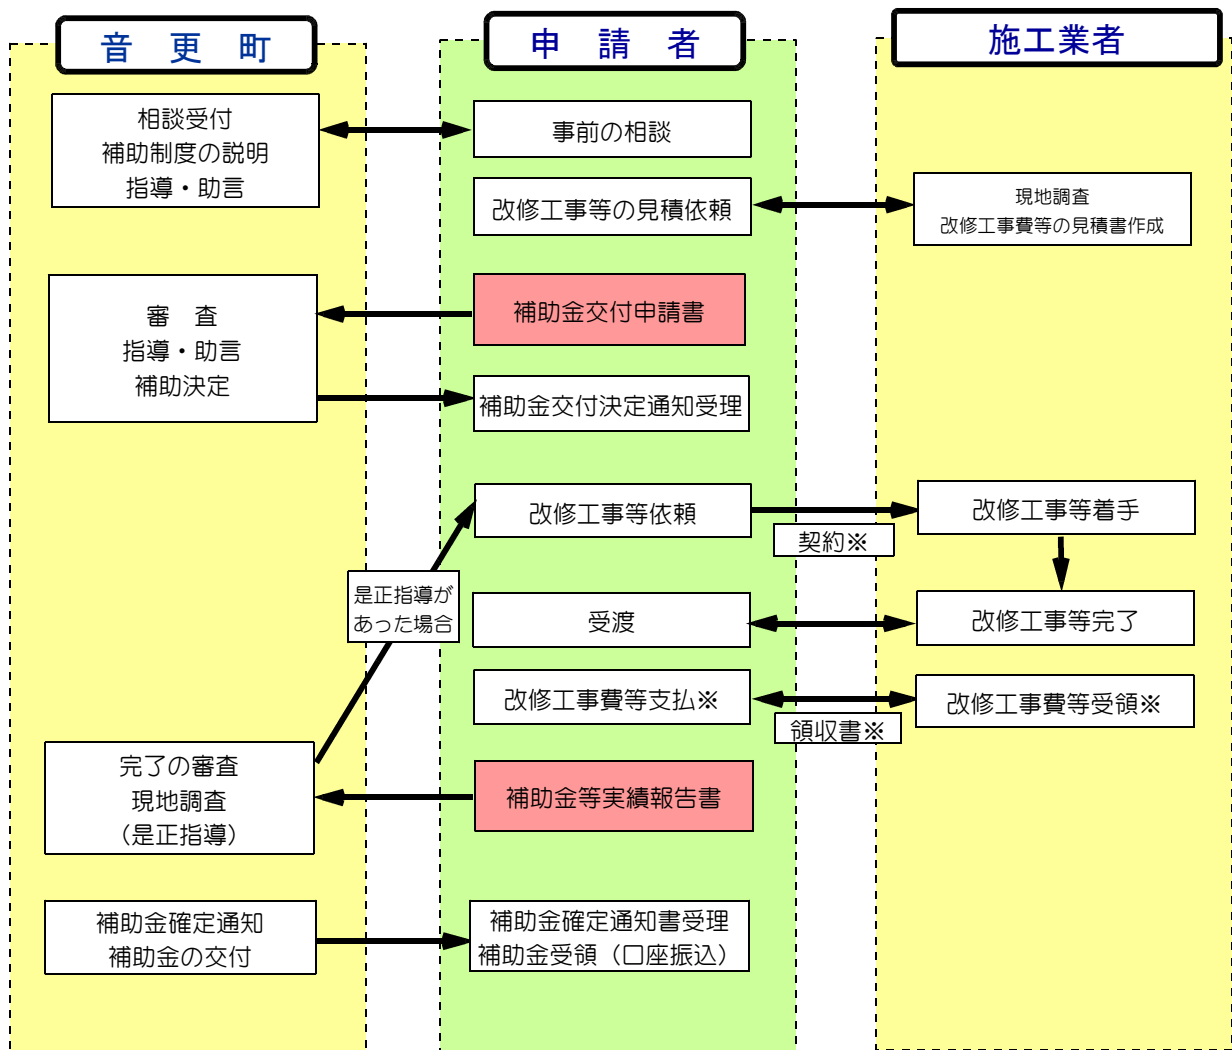 音　更　町
申　請　者
施工業者
相談受付
補助制度の説明
指導・助言
事前の相談
改修工事等の見積依頼
現地調査
改修工事費等の見積書作成
審　査
指導・助言
補助決定
補助金交付申請書
補助金交付決定通知受理
改修工事等依頼
契約※
改修工事等着手
是正指導が
あった場合
受渡
改修工事等完了
改修工事費等支払※
領収書※
改修工事費等受領※
完了の審査
現地調査
（是正指導）
補助金等実績報告書
補助金確定通知
補助金の交付
補助金確定通知書受理
補助金受領（口座振込）